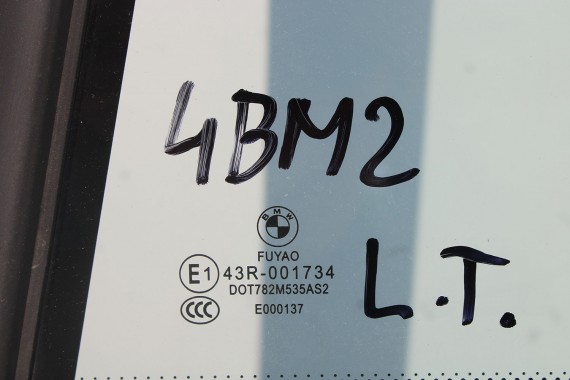 4BM2
BMW
FUYAO
E1 43R-001734
DOT782M535AS2
CCC E000137
L.T.